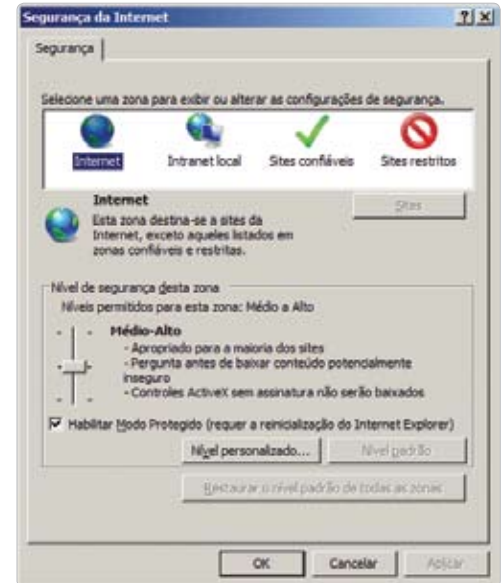 Segurança da Internet
Segurança
Selecione uma zona para exibir ou alterar as configurações de segurança.
Internet
Intranet local
Sites confiáveis
Sites restritos
Internet
Esta zona destina-se a sites da
Internet, exceto aqueles listados em
zonas confiáveis e restritas.
Sites
Nível de segurança desta zona
Níveis permitidos para esta zona: Médio a Alto
Médio-Alto
- Apropriado para a maioria dos sites
- Pergunta antes de baixar conteúdo potencialmente
inseguro
- Controles ActiveX sem assinatura não serão baixados
Habilitar Modo Protegido (requer a reinicialização do Internet Explorer)
Nível personalizado...
Nível padrão
Restaurar o nível padrão de todas as zonas
OK
Cancelar
Aplicar